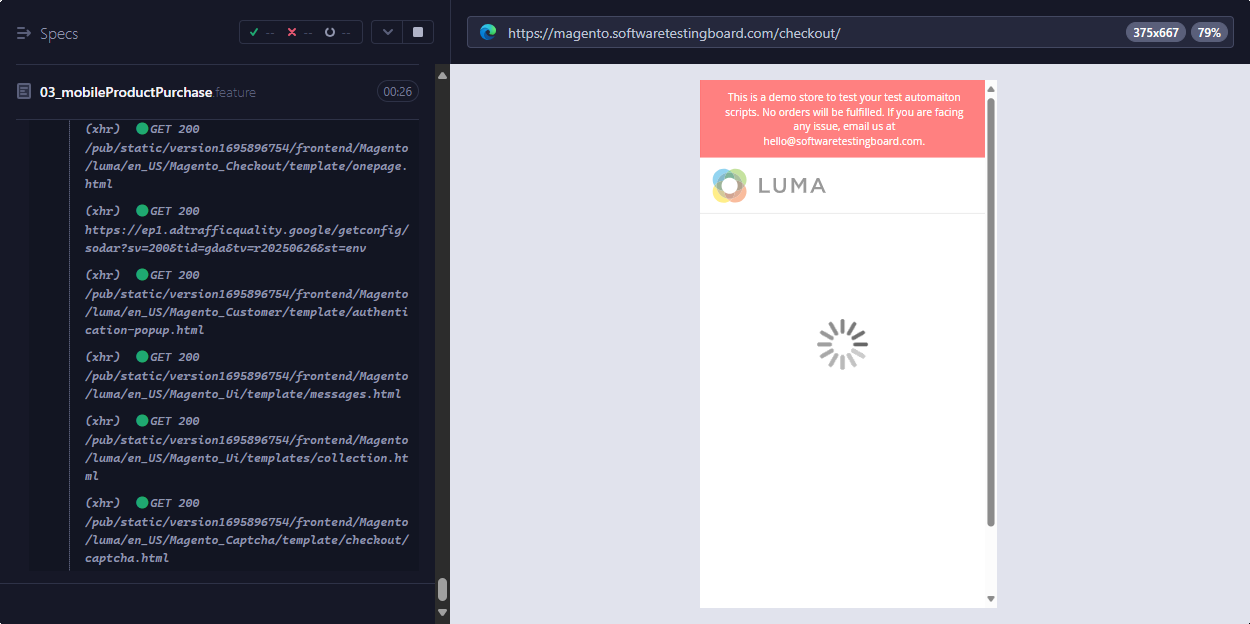 Specs
--
--
--
03_mobileProductPurchase feature
00:26
(xhr) GET 200
/pub/static/version1695896754/frontend/Magento
/luma/en_US/Magento_Checkout/template/onepage.
html
(xhr) GET 200
https://ep1.adtrafficquality.google/getconfig/
sodar?sv=200&tid=gda&tv=r20250626&st=env
(xhr) GET 200
/pub/static/version1695896754/frontend/Magento
/luma/en_US/Magento_Customer/template/authenti
cation-popup.html
(xhr) GET 200
/pub/static/version1695896754/frontend/Magento
/luma/en_US/Magento_Ui/template/messages.html
(xhr) GET 200
/pub/static/version1695896754/frontend/Magento
/luma/en_US/Magento_Ui/templates/collection.ht
ml
(xhr) GET 200
/pub/static/version1695896754/frontend/Magento
/luma/en_US/Magento_Captcha/template/checkout/
captcha.html
https://magento.softwaretestingboard.com/checkout/
375x667
79%
This is a demo store to test your test automaiton
scripts. No orders will be fulfilled. If you are facing
any issue, email us at
hello@softwaretestingboard.com.
LUMA